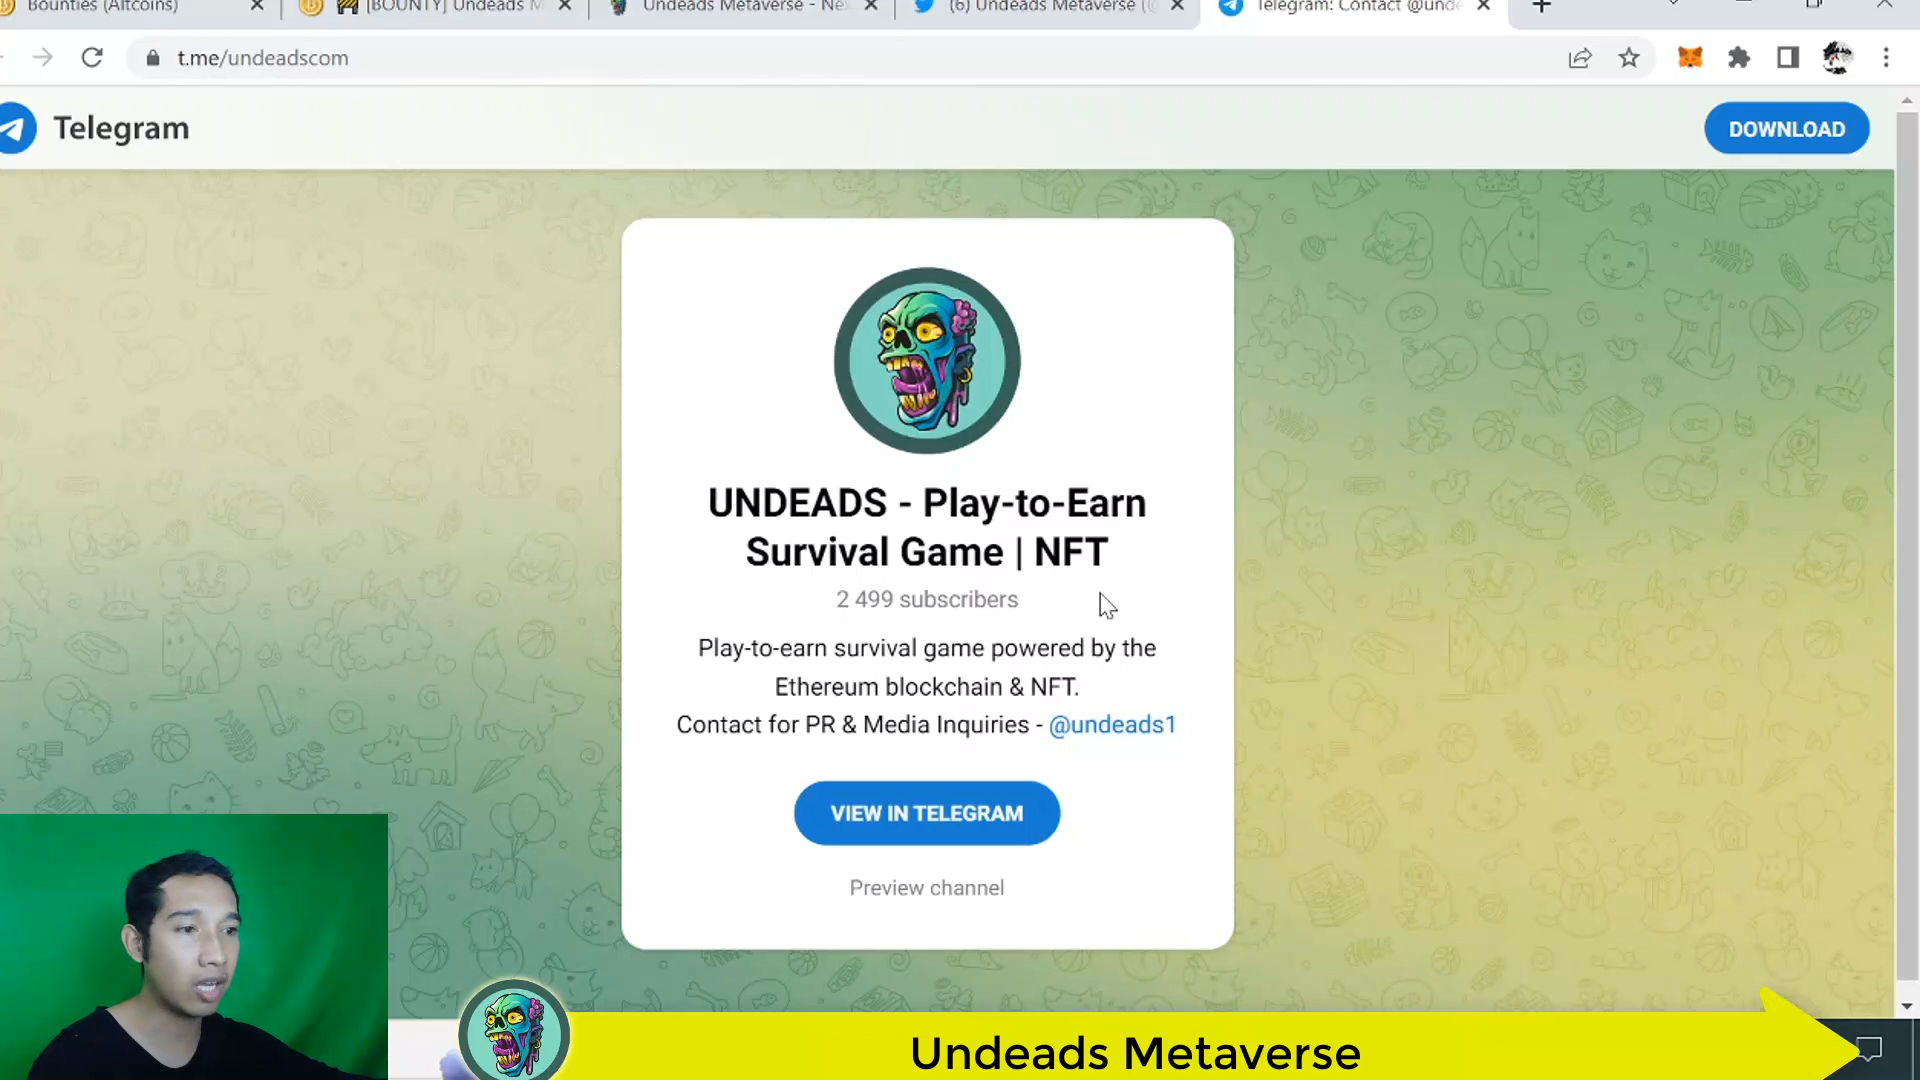 Bounties (Altcoins)
[BOUNTY] Undeads M
Undeads Metaverse - Ne
(6) Undeads Metaverse (@
Telegram: Contact @unde
t.me/undeadscom
Telegram
DOWNLOAD
UNDEADS - Play-to-Earn
Survival Game | NFT
2 499 subscribers
Play-to-earn survival game powered by the
Ethereum blockchain & NFT.
Contact for PR & Media Inquiries - @undeads1
VIEW IN TELEGRAM
Preview channel
Undeads Metaverse